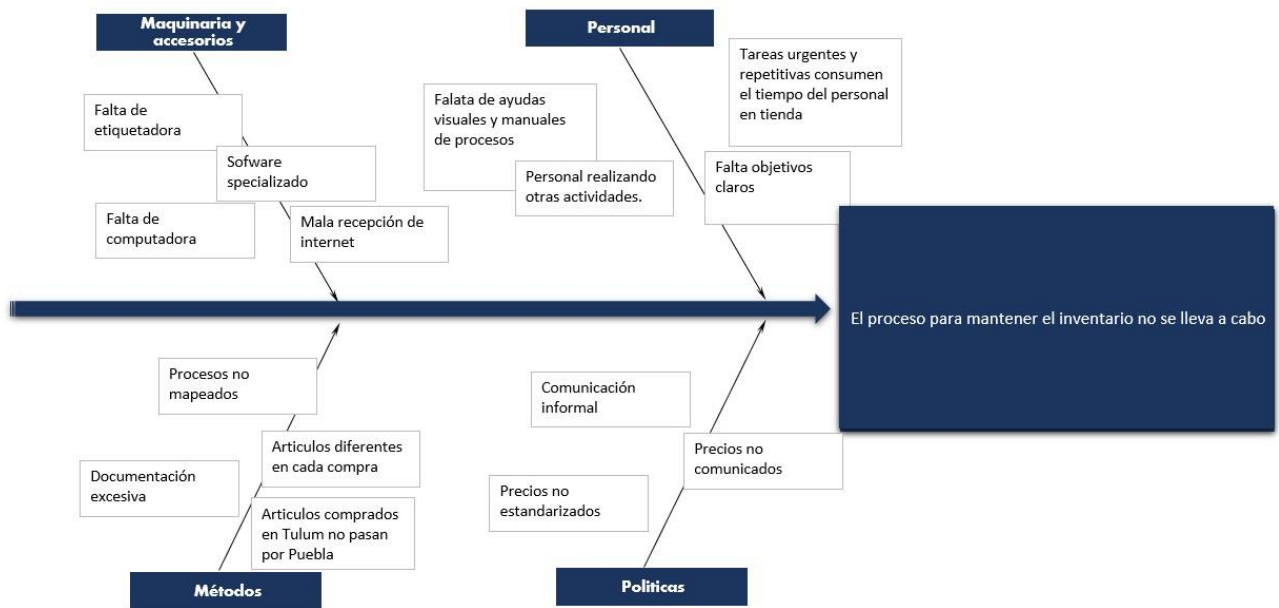 Maquinaria y
accesorios
Falta de
etiquetadora
Sofware
specializado
Falta de
computadora
Mala recepción de
internet
Personal
Tareas urgentes y
repetitivas consumen
el tiempo del personal
en tienda
Falata de ayudas
visuales y manuales
de procesos
Personal realizando
otras actividades.
Falta objetivos
claros
El proceso para mantener el inventario no se lleva a cabo
Procesos no
mapeados
Articulos diferentes
en cada compra
Documentación
excesiva
Articulos comprados
en Tulum no pasan
por Puebla
Métodos
Comunicación
informal
Precios no
comunicados
Precios no
estandarizados
Politicas